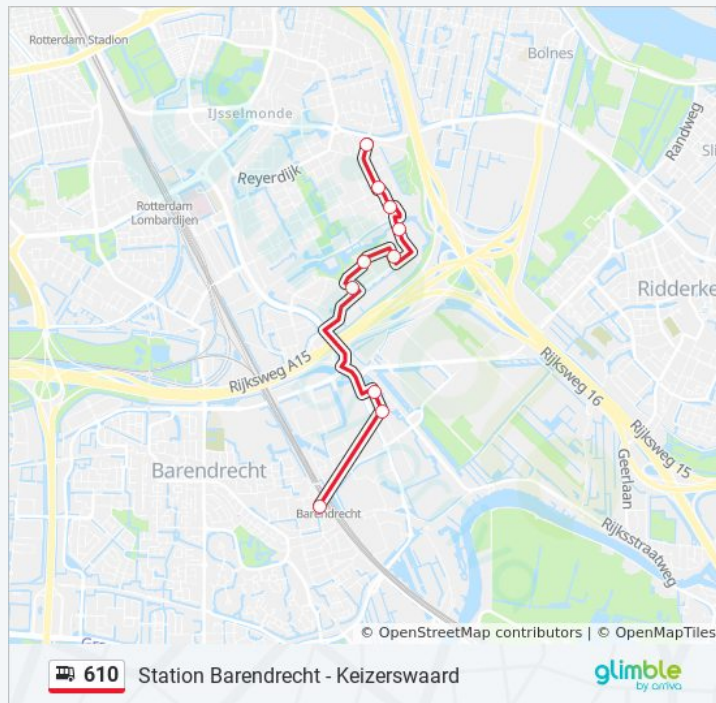 Rotterdam Stadion
Bolnes
IJsselmonde
Randweg
Reyerdijk
Rotterdam
Lombardijen
Ridderke
Rijksweg A15
Rijksweg 16
Rijksweg 15
Geerlaan
Barendrecht
Barendrecht
Rijksstraatweg
© OpenStreetMap contributors | © OpenMapTiles
610 Station Barendrecht - Keizerswaard
glimble
by arriva